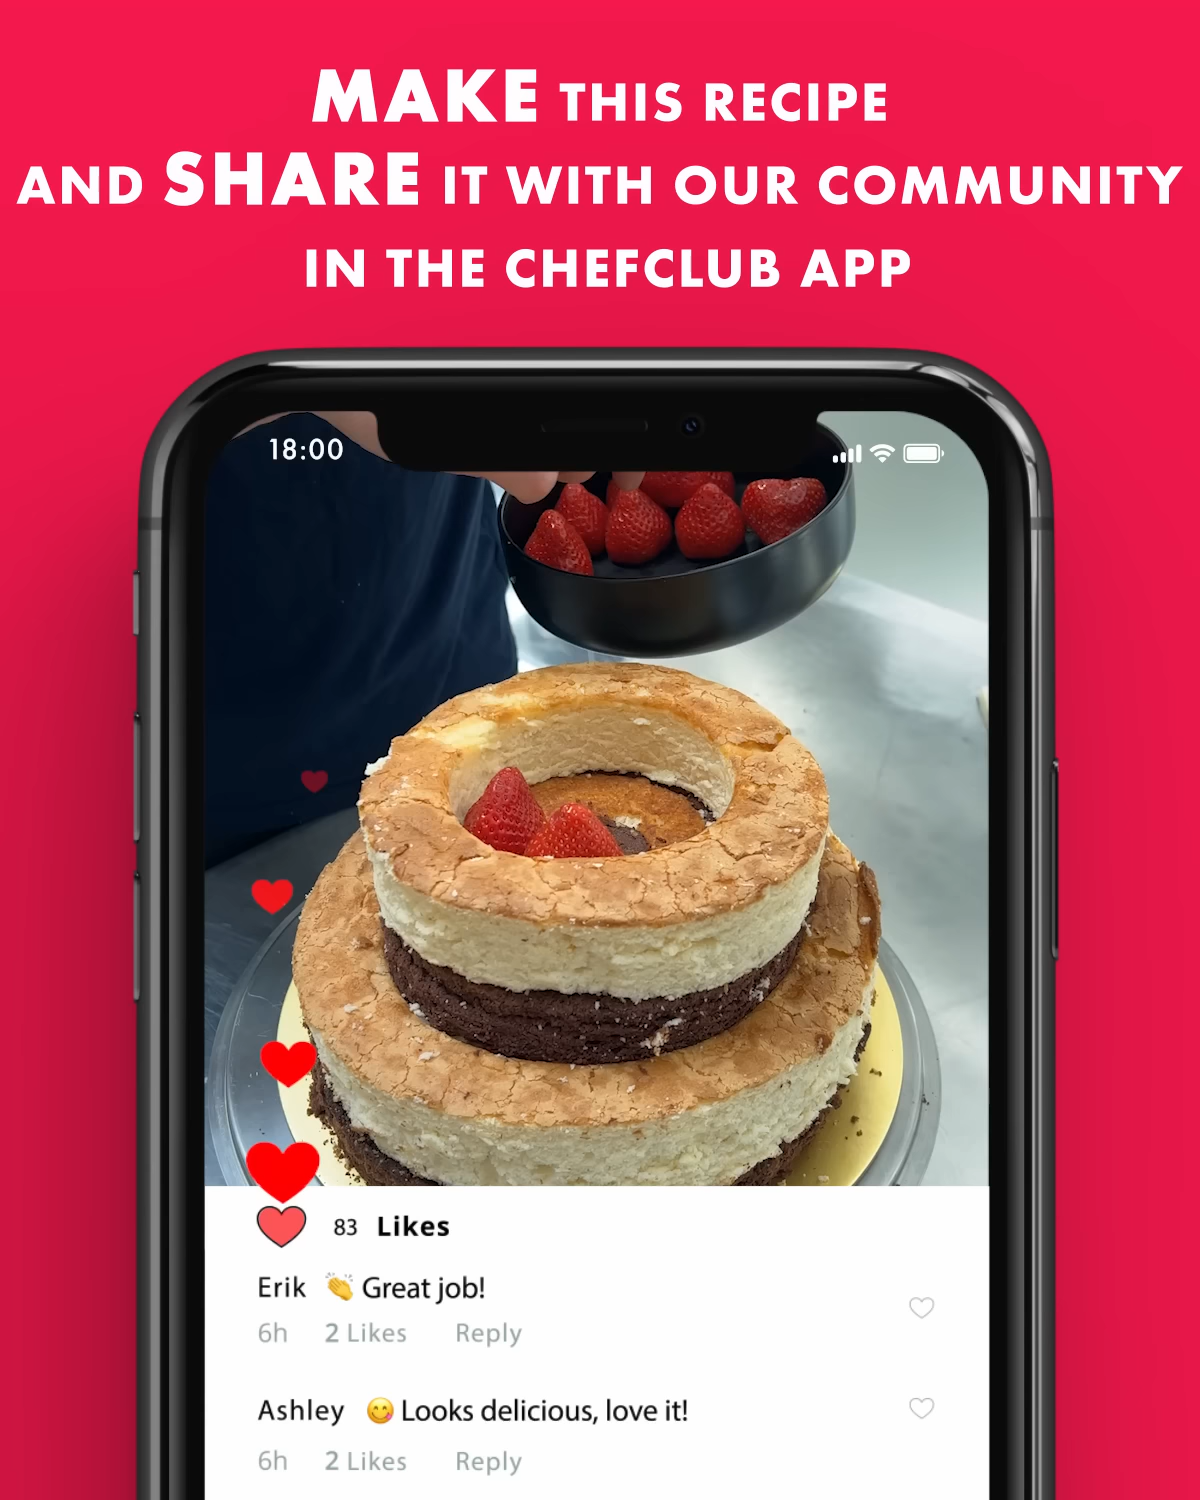 MAKE THIS RECIPE
AND SHARE IT WITH OUR COMMUNITY
IN THE CHEFCLUB APP
18:00
83 Likes
Erik 👏 Great job!
6h 2 Likes Reply
Ashley 😋 Looks delicious, love it!
6h 2 Likes Reply